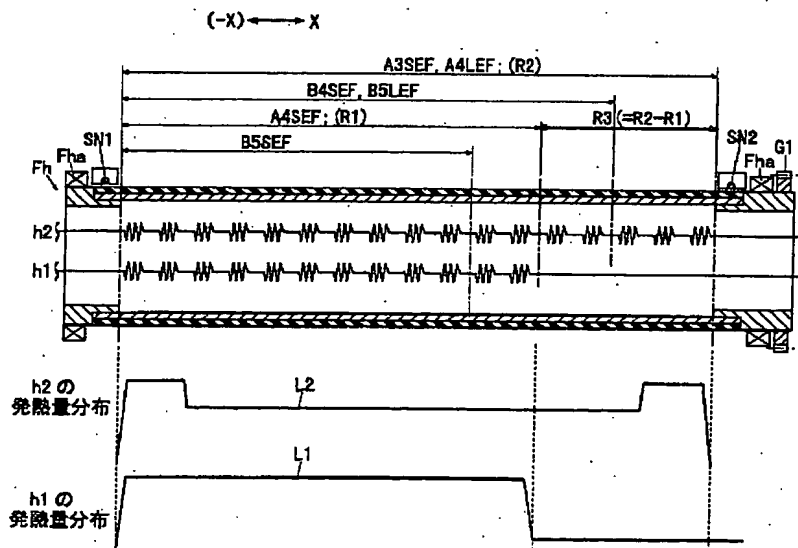 (-X) X
A3SEF, A4LEF; (R2)
B4SEF, B5LEF
A4SEF; (R1)
R3 (=R2-R1)
B5SEF
SN1
SN2
Fh
Fha
Fha
G1
h2
h1
h2 の
発熱量分布
L2
h1 の
発熱量分布
L1